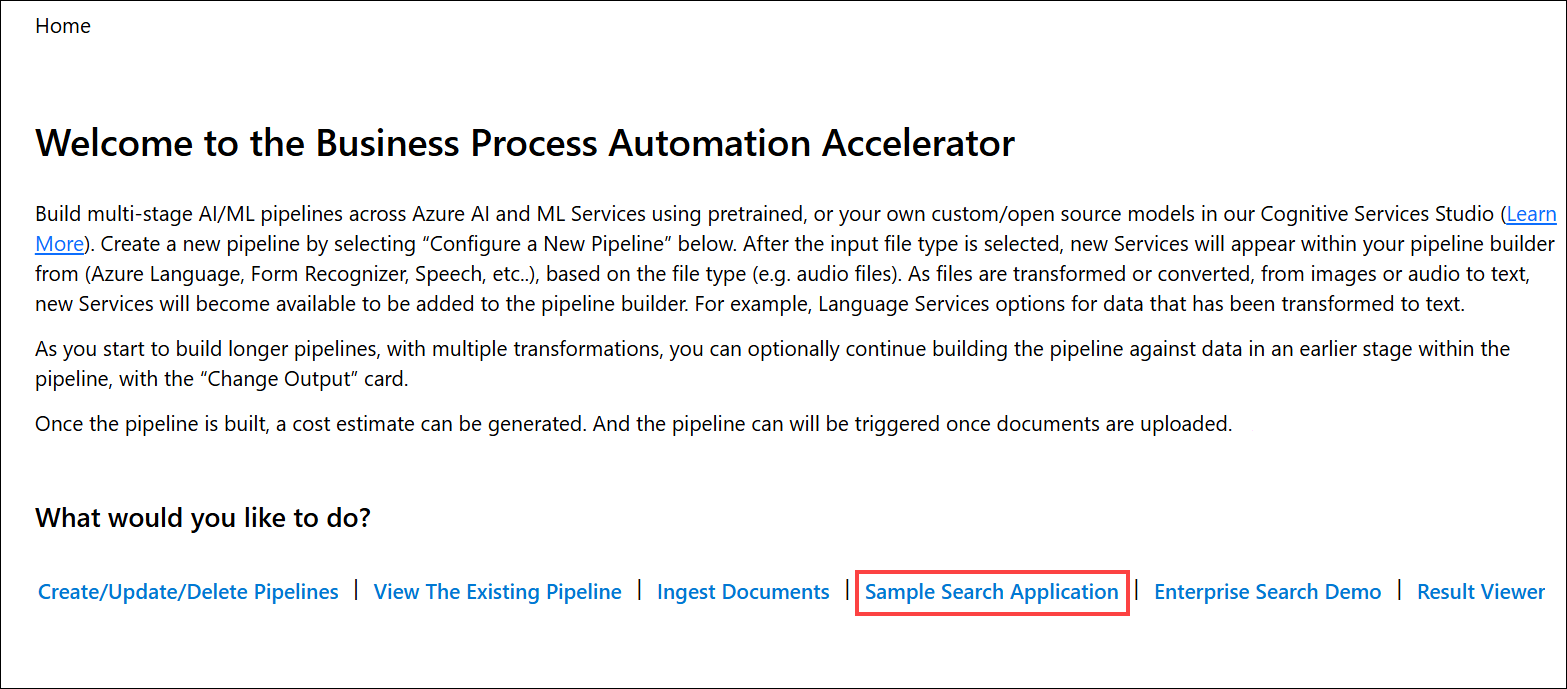 Home
Welcome to the Business Process Automation Accelerator
Build multi-stage AI/ML pipelines across Azure AI and ML Services using pretrained, or your own custom/open source models in our Cognitive Services Studio (Learn
More). Create a new pipeline by selecting “Configure a New Pipeline” below. After the input file type is selected, new Services will appear within your pipeline builder
from (Azure Language, Form Recognizer, Speech, etc..), based on the file type (e.g. audio files). As files are transformed or converted, from images or audio to text,
new Services will become available to be added to the pipeline builder. For example, Language Services options for data that has been transformed to text.
As you start to build longer pipelines, with multiple transformations, you can optionally continue building the pipeline against data in an earlier stage within the
pipeline, with the “Change Output” card.
Once the pipeline is built, a cost estimate can be generated. And the pipeline can will be triggered once documents are uploaded.
What would you like to do?
Create/Update/Delete Pipelines | View The Existing Pipeline | Ingest Documents | Sample Search Application | Enterprise Search Demo | Result Viewer